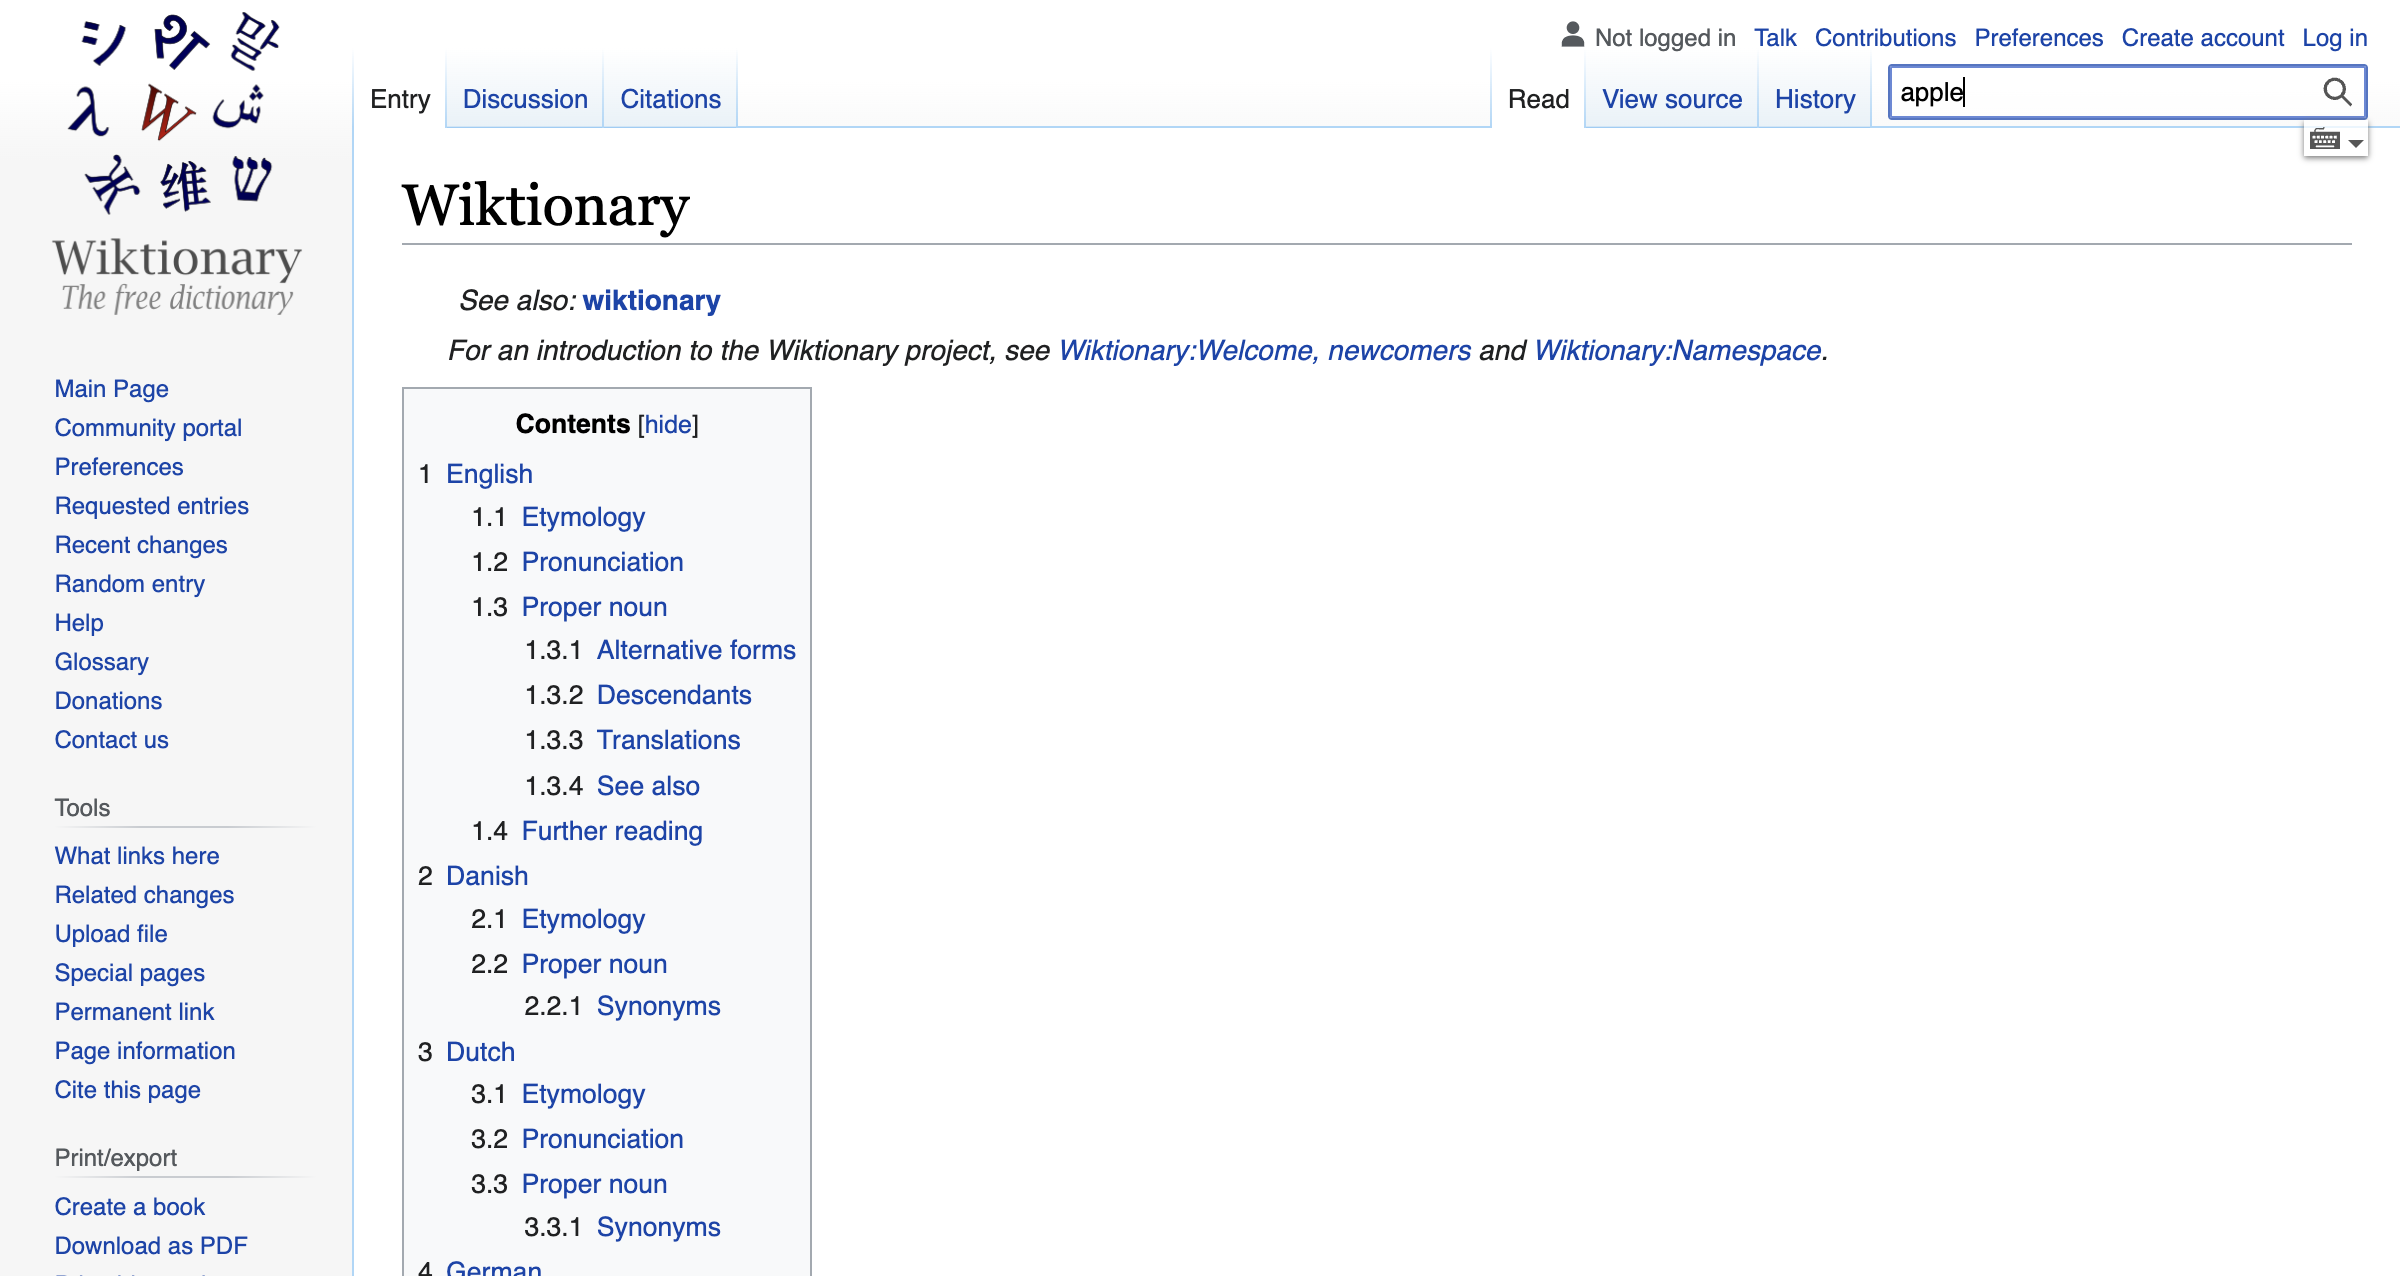 シ शा 말
λ W ش
维 ש
Wiktionary
The free dictionary
Main Page
Community portal
Preferences
Requested entries
Recent changes
Random entry
Help
Glossary
Donations
Contact us
Tools
What links here
Related changes
Upload file
Special pages
Permanent link
Page information
Cite this page
Print/export
Create a book
Download as PDF
Not logged in Talk Contributions Preferences Create account Log in
Entry Discussion Citations Read View source History apple
Wiktionary
See also: wiktionary
For an introduction to the Wiktionary project, see Wiktionary:Welcome, newcomers and Wiktionary:Namespace.
Contents [hide]
1 English
1.1 Etymology
1.2 Pronunciation
1.3 Proper noun
1.3.1 Alternative forms
1.3.2 Descendants
1.3.3 Translations
1.3.4 See also
1.4 Further reading
2 Danish
2.1 Etymology
2.2 Proper noun
2.2.1 Synonyms
3 Dutch
3.1 Etymology
3.2 Pronunciation
3.3 Proper noun
3.3.1 Synonyms
4 German